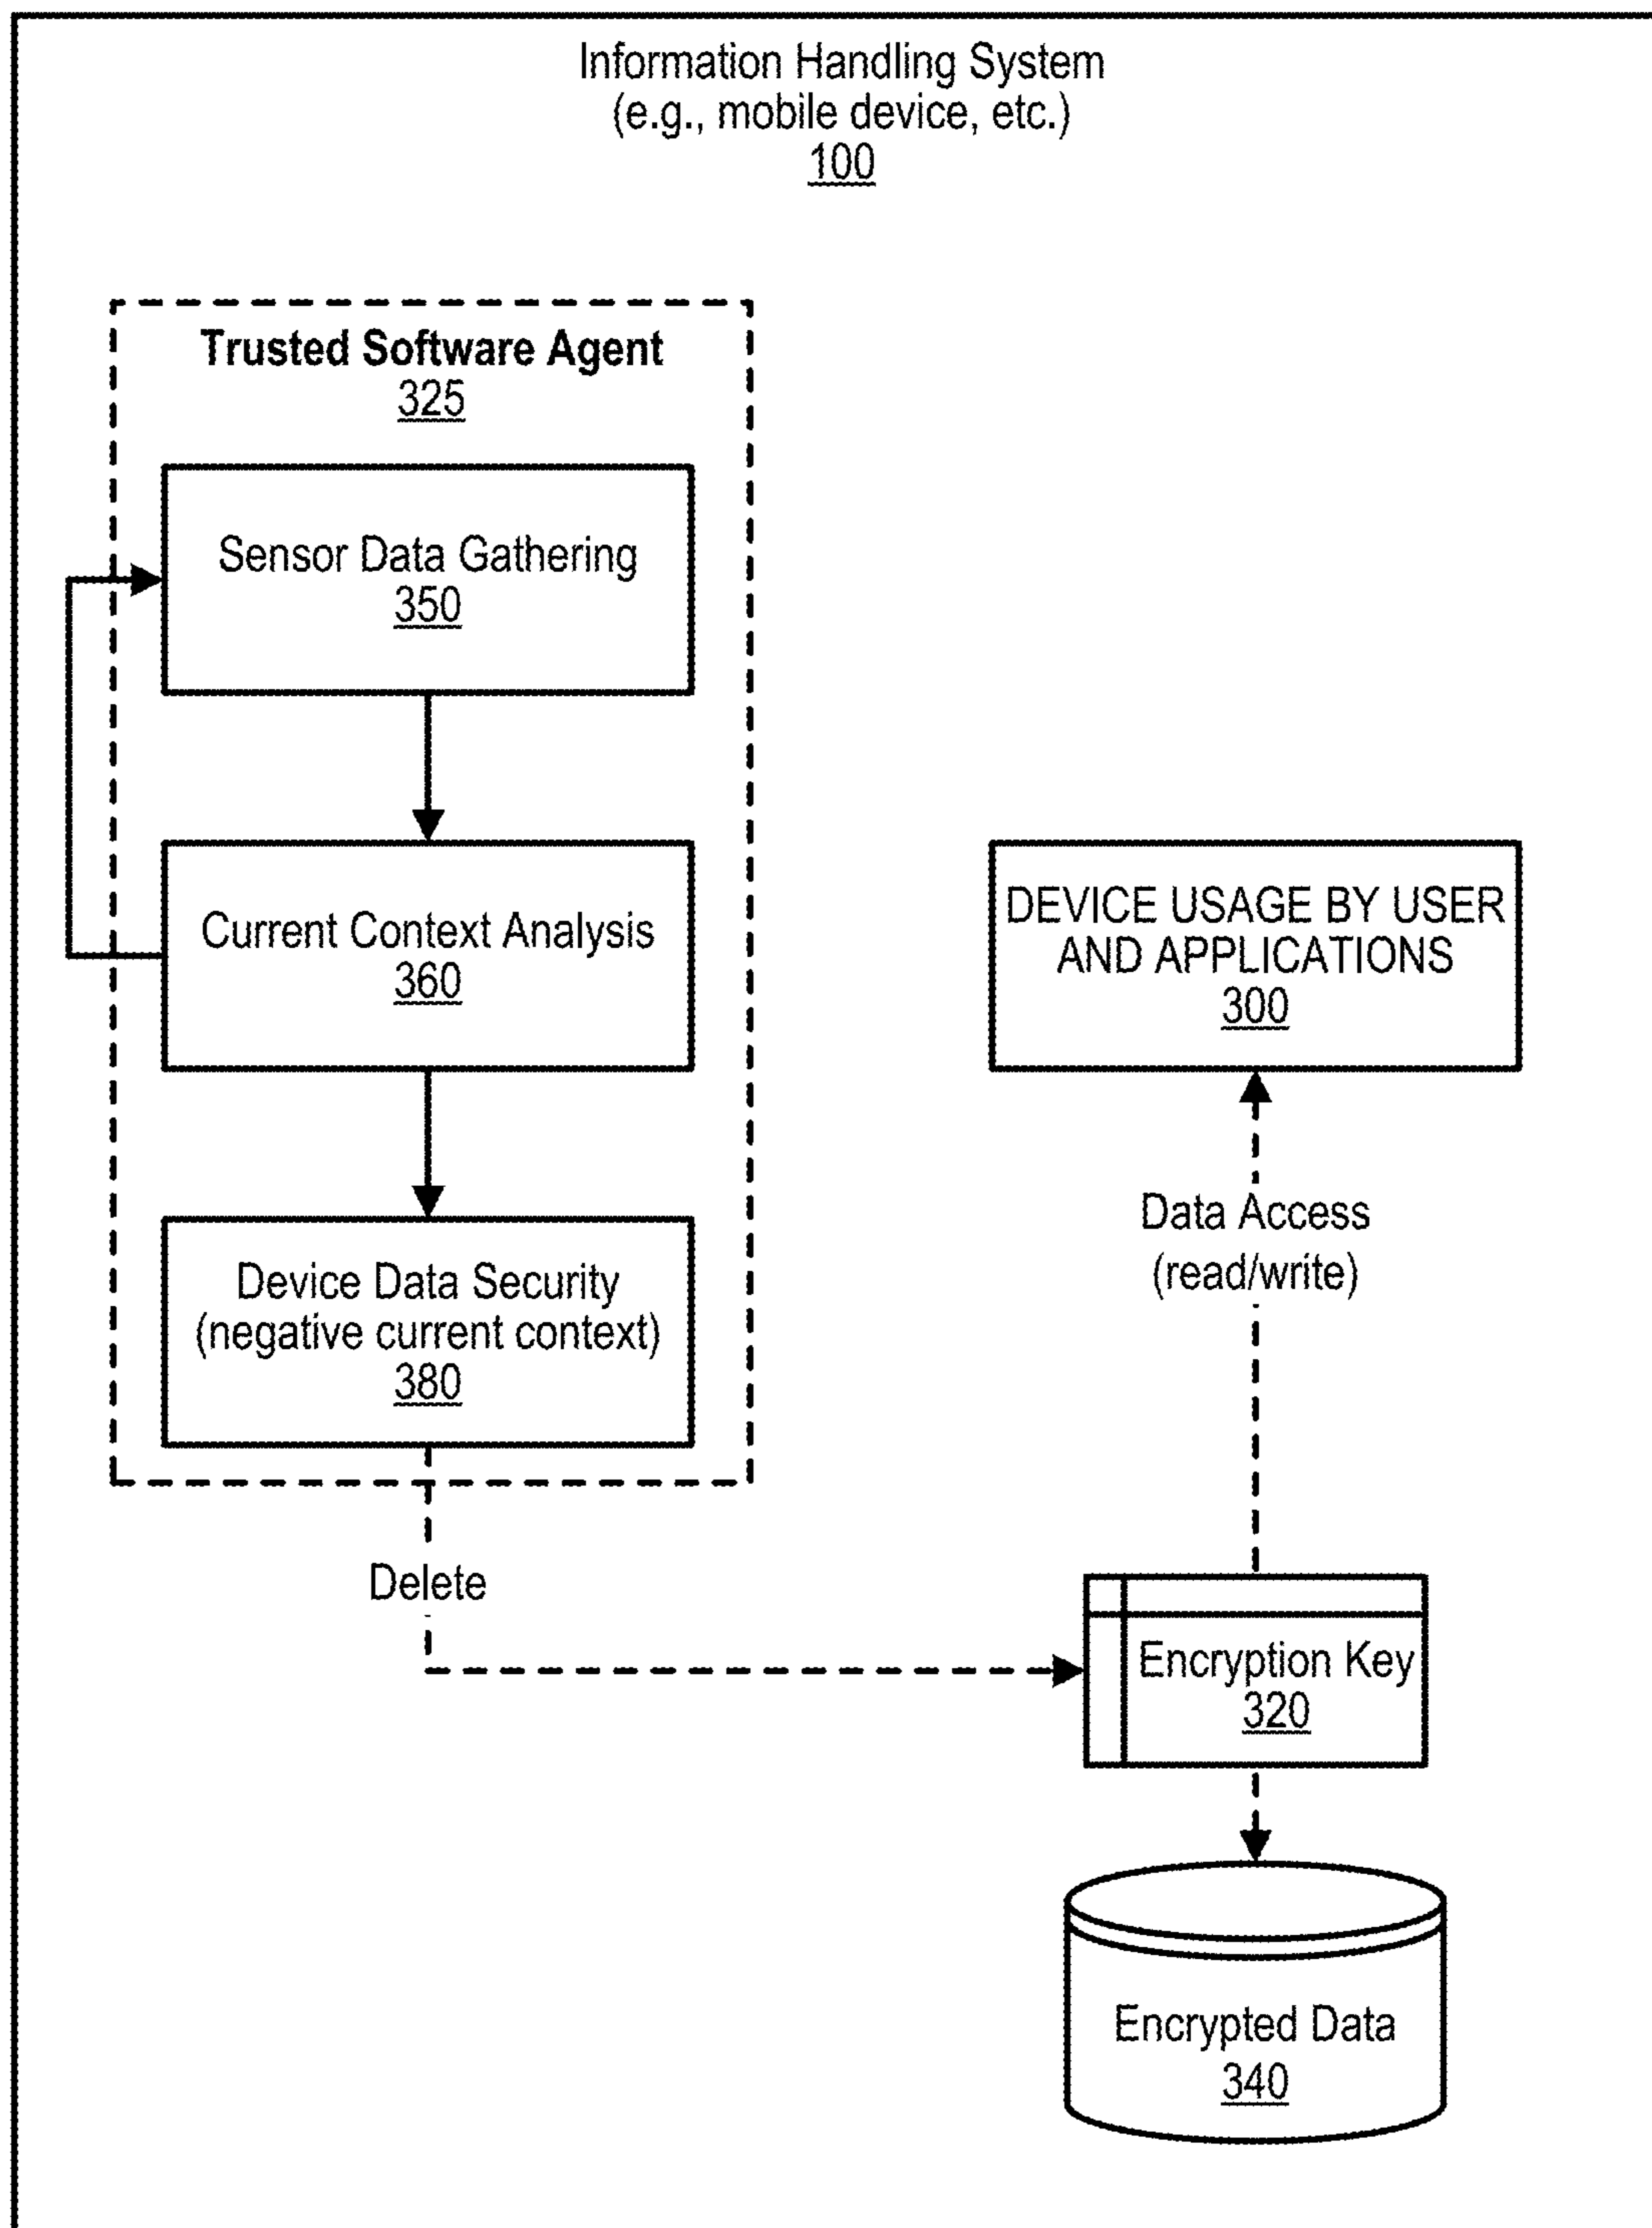 Information Handling System
(e.g., mobile device, etc.)
100
Trusted Software Agent
325
Sensor Data Gathering
350
Current Context Analysis
360
Device Data Security
(negative current context)
380
Delete
DEVICE USAGE BY USER
AND APPLICATIONS
300
Data Access
(read/write)
Encryption Key
320
Encrypted Data
340